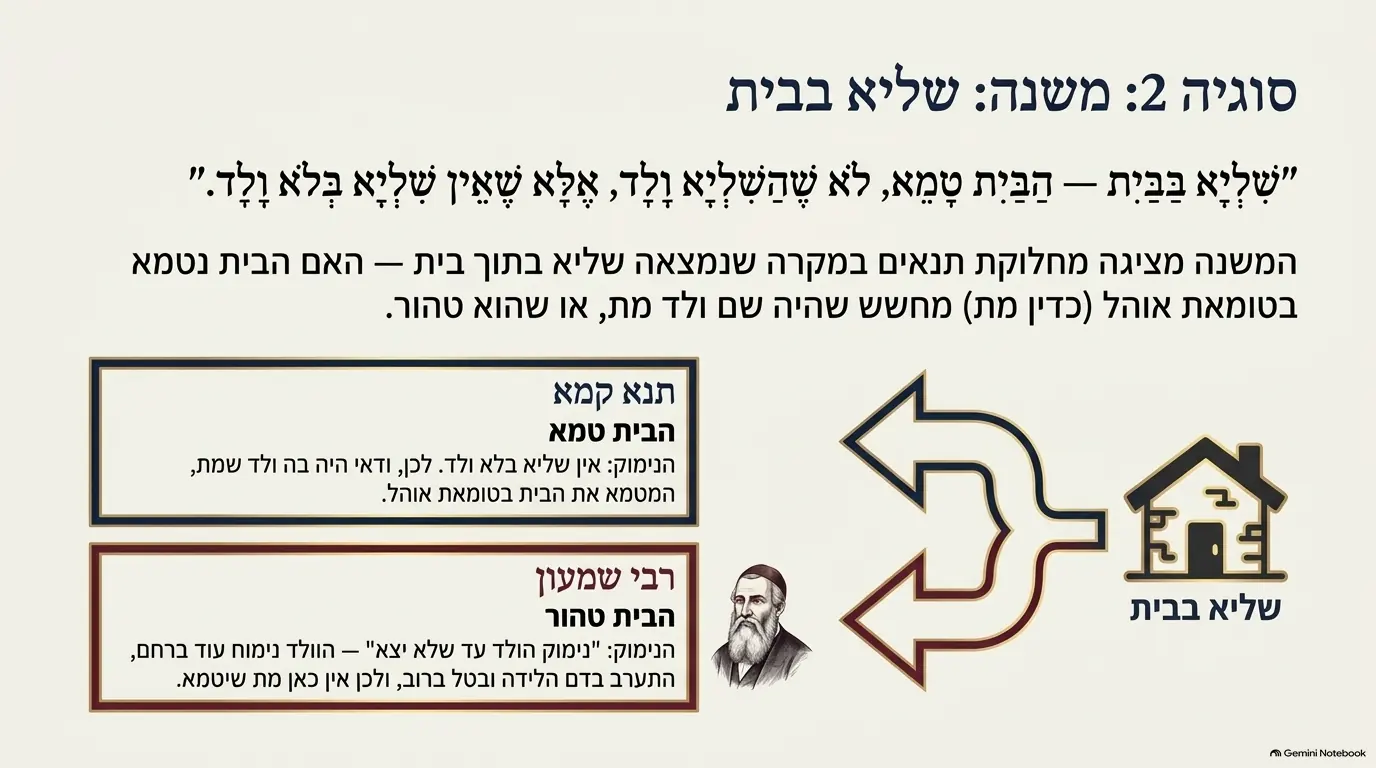 סוגיה 2: משנה: שליא בבית
"שִׁלְיָא בַּבַּיִת — הַבַּיִת טָמֵא, לֹא שֶׁהַשִּׁלְיָא וָלָד, אֶלָּא שֶׁאֵין שִׁלְיָא בְּלֹא וָלָד."
המשנה מציגה מחלוקת תנאים במקרה שנמצאה שליא בתוך בית — האם הבית נטמא
בטומאת אוהל (כדין מת) מחשש שהיה שם ולד מת, או שהוא טהור.
תנא קמא
הבית טמא
הנימוק: אין שליא בלא ולד. לכן, ודאי היה בה ולד שמת,
המטמא את הבית בטומאת אוהל.
רבי שמעון
הבית טהור
הנימוק: "נימוק הולד עד שלא יצא" — הוולד נימוח עוד ברחם,
התערב בדם הלידה ובטל ברוב, ולכן אין כאן מת שיטמא.
שליא בבית
Gemini Notebook